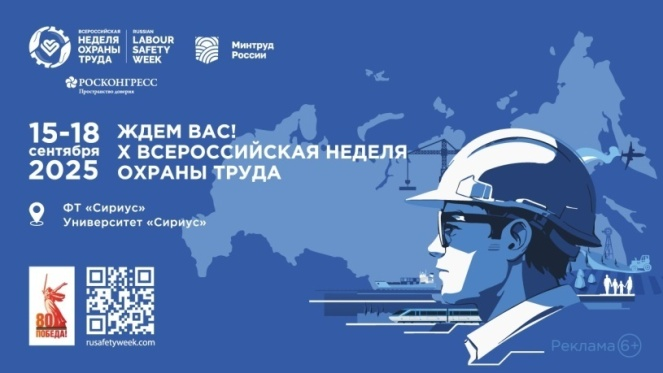 ВСЕРОССИЙСКАЯ
НЕДЕЛЯ
ОХРАНЫ
ТРУДА
RUSSIAN
LABOUR
SAFETY
WEEK
Минтруд
России
РОСКОНГРЕСС
Пространство доверия
15-18
сентября
2025
ЖДЕМ ВАС!
X ВСЕРОССИЙСКАЯ НЕДЕЛЯ
ОХРАНЫ ТРУДА
ФТ «Сириус»
Университет «Сириус»
80
ПОБЕДА!
rusafetyweek.com
Реклама 6+